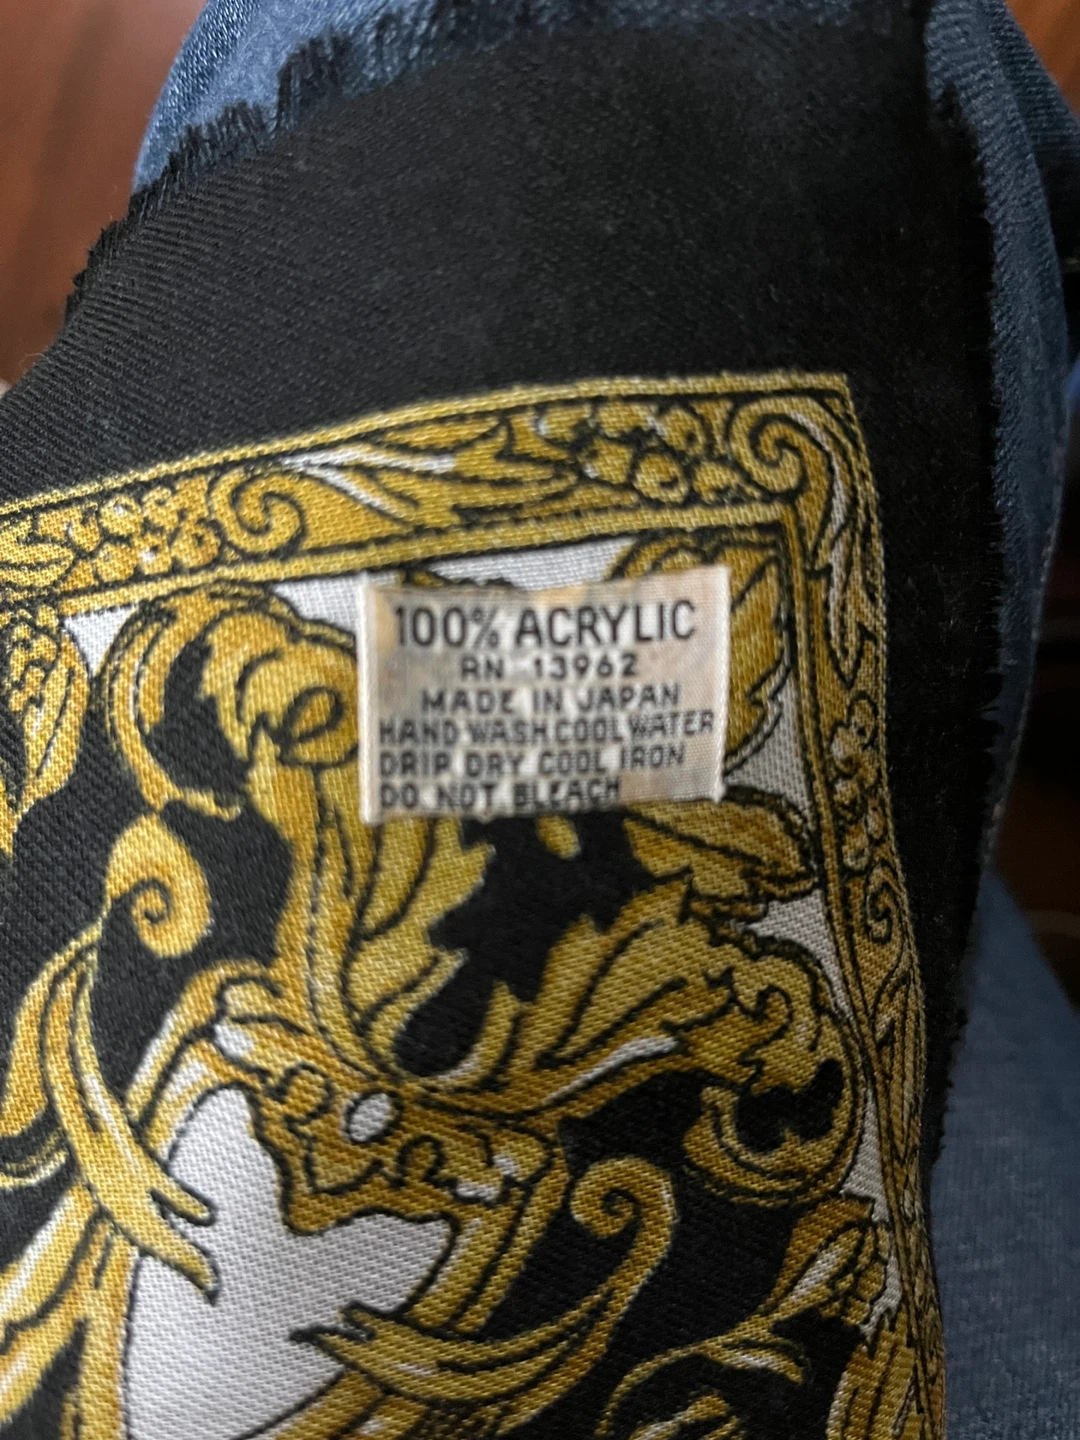 100% ACRYLIC
RN 13962
MADE IN JAPAN
HAND WASH COOL WATER
DRIP DRY COOL IRON
DO NOT BLEACH